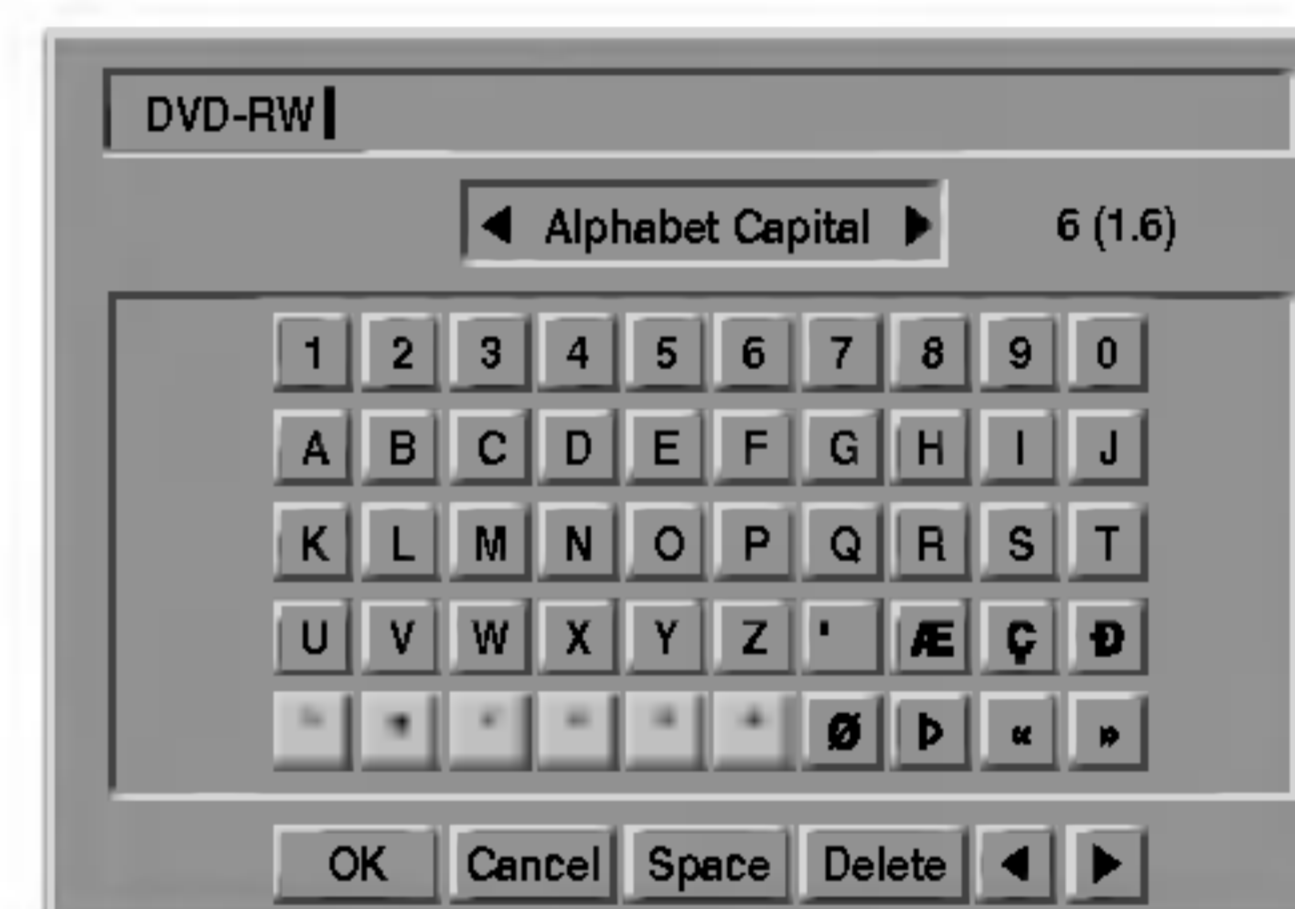 DVD-RW
Alphabet Capital 6 (1.6)
1 2 3 4 5 6 7 8 9 0
A B C D E F G H I J
K L M N O P Q R S T
U V W X Y Z ' Æ Ç Ð
Ø Þ « »
OK Cancel Space Delete